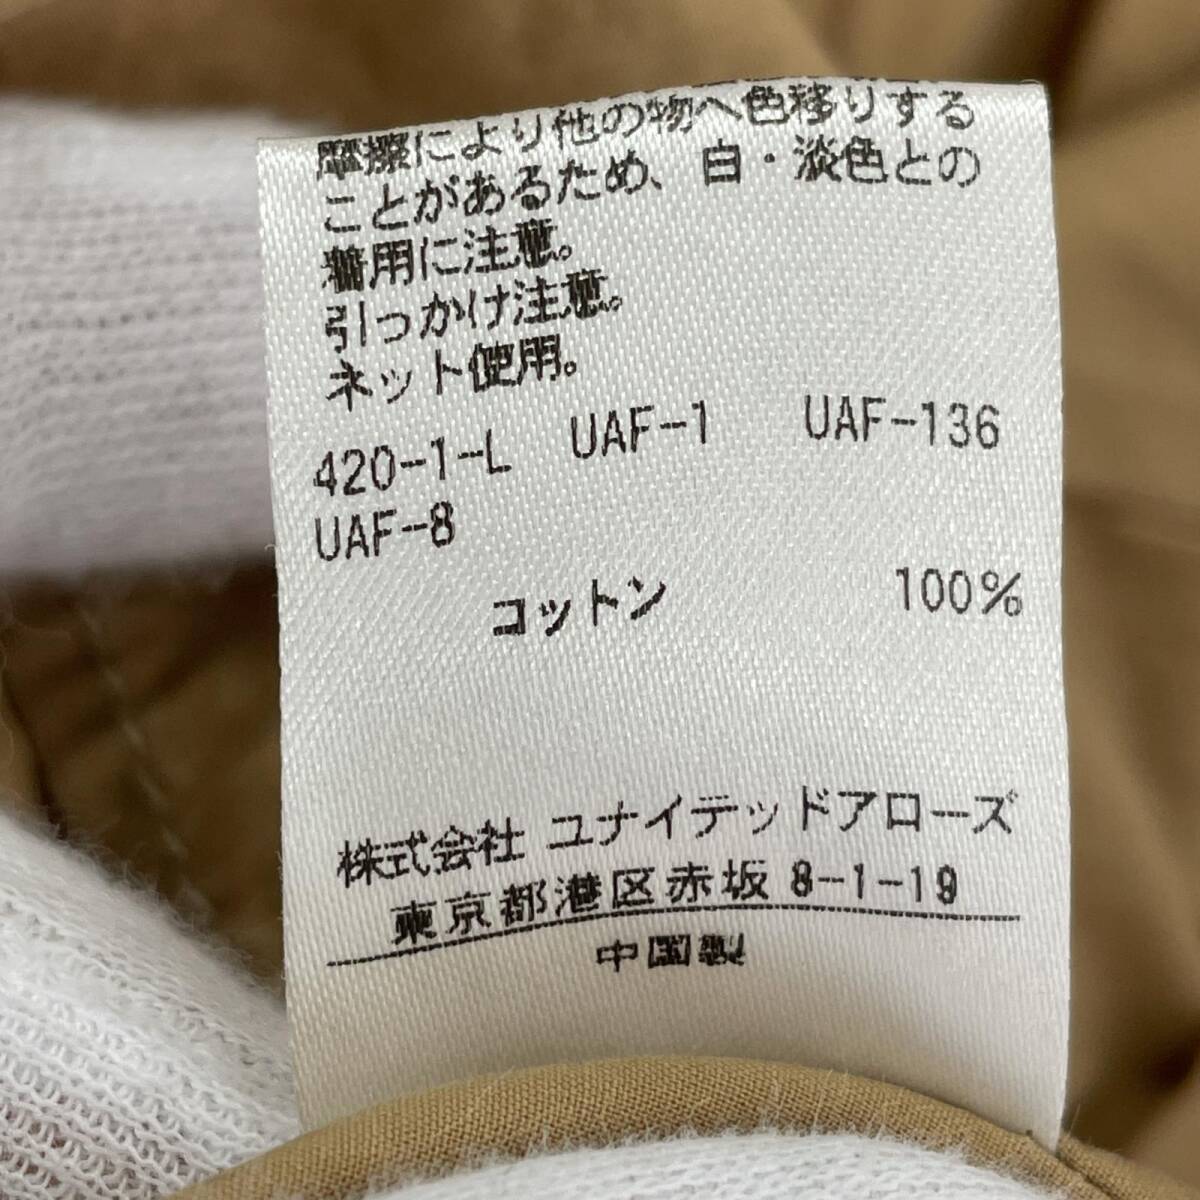 摩擦により他の物へ色移りする
ことがあるため、白・淡色との
着用に注意。
引っかけ注意。
ネット使用。
420-1-L UAF-1 UAF-136
UAF-8
コットン 100%
株式会社 ユナイテッドアローズ
東京都港区赤坂 8-1-19
中国製